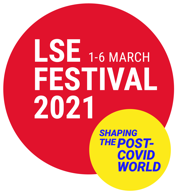 LSE 1-6 MARCH
FESTIVAL
2021
SHAPING
THE POST-
COVID
WORLD